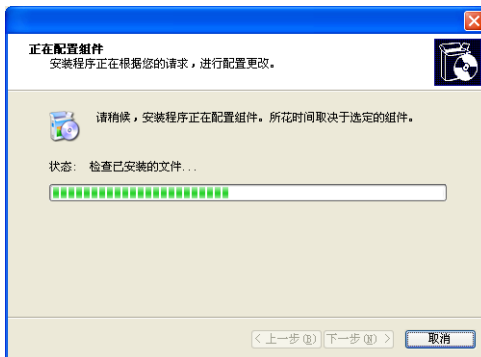 正在配置组件
安装程序正在根据您的请求，进行配置更改。
请稍候，安装程序正在配置组件。所花时间取决于选定的组件。
状态: 检查已安装的文件...
< 上一步(B) 下一步(N) > 取消